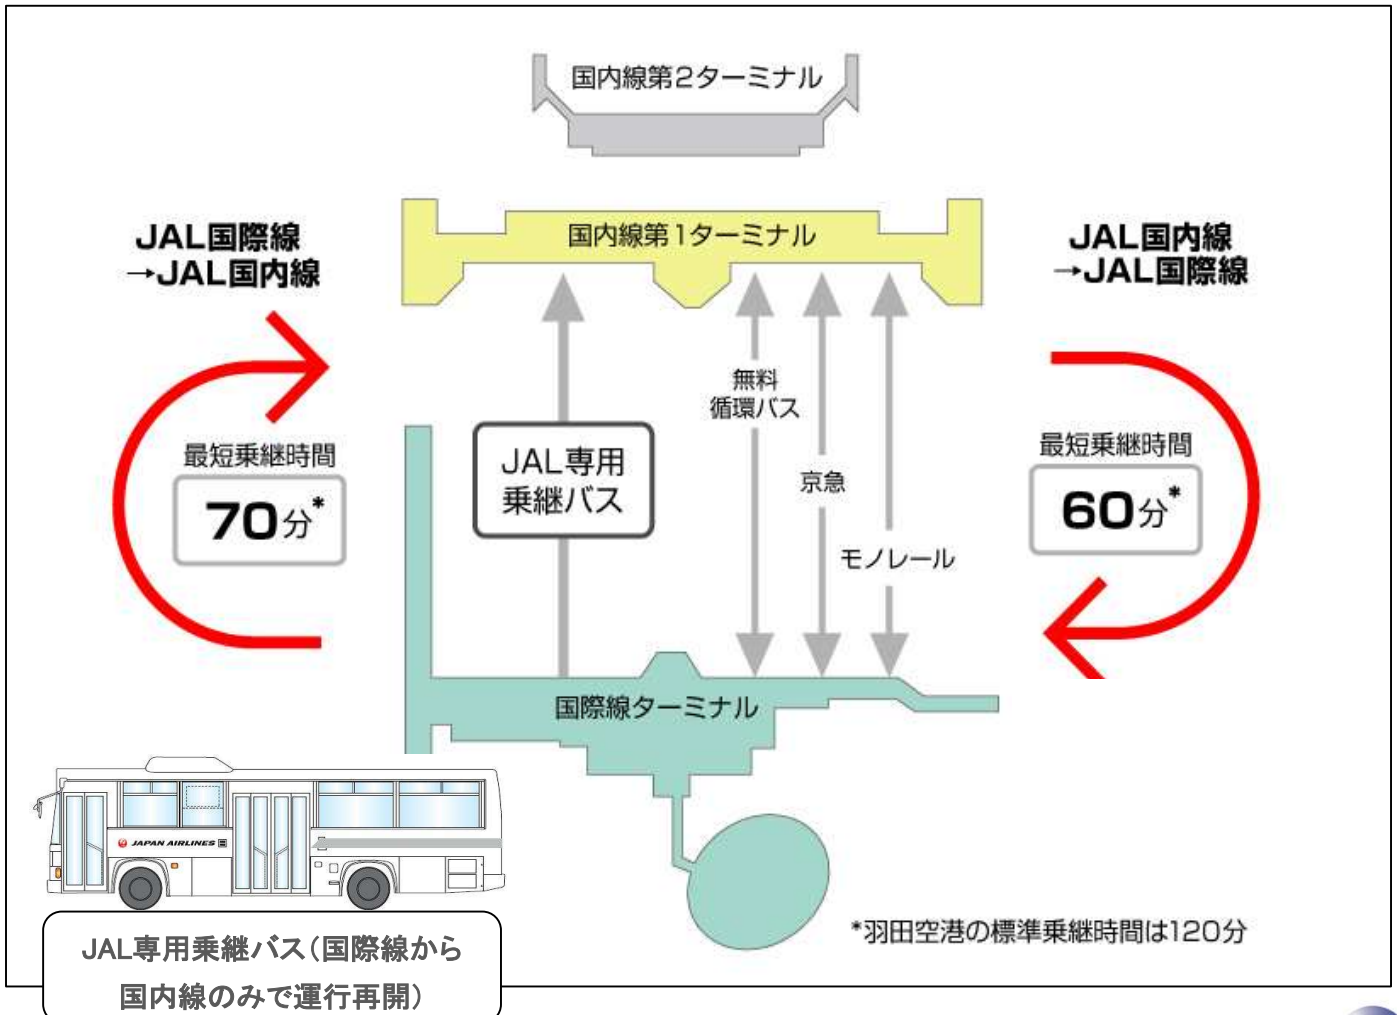 国内線第2ターミナル
JAL国際線
→JAL国内線
国内線第1ターミナル
JAL国内線
→JAL国際線
無料
循環バス
最短乗継時間
70分*
JAL専用
乗継バス
京急
モノレール
最短乗継時間
60分*
国際線ターミナル
JAPAN AIRLINES
*羽田空港の標準乗継時間は120分
JAL専用乗継バス(国際線から
国内線のみで運行再開)